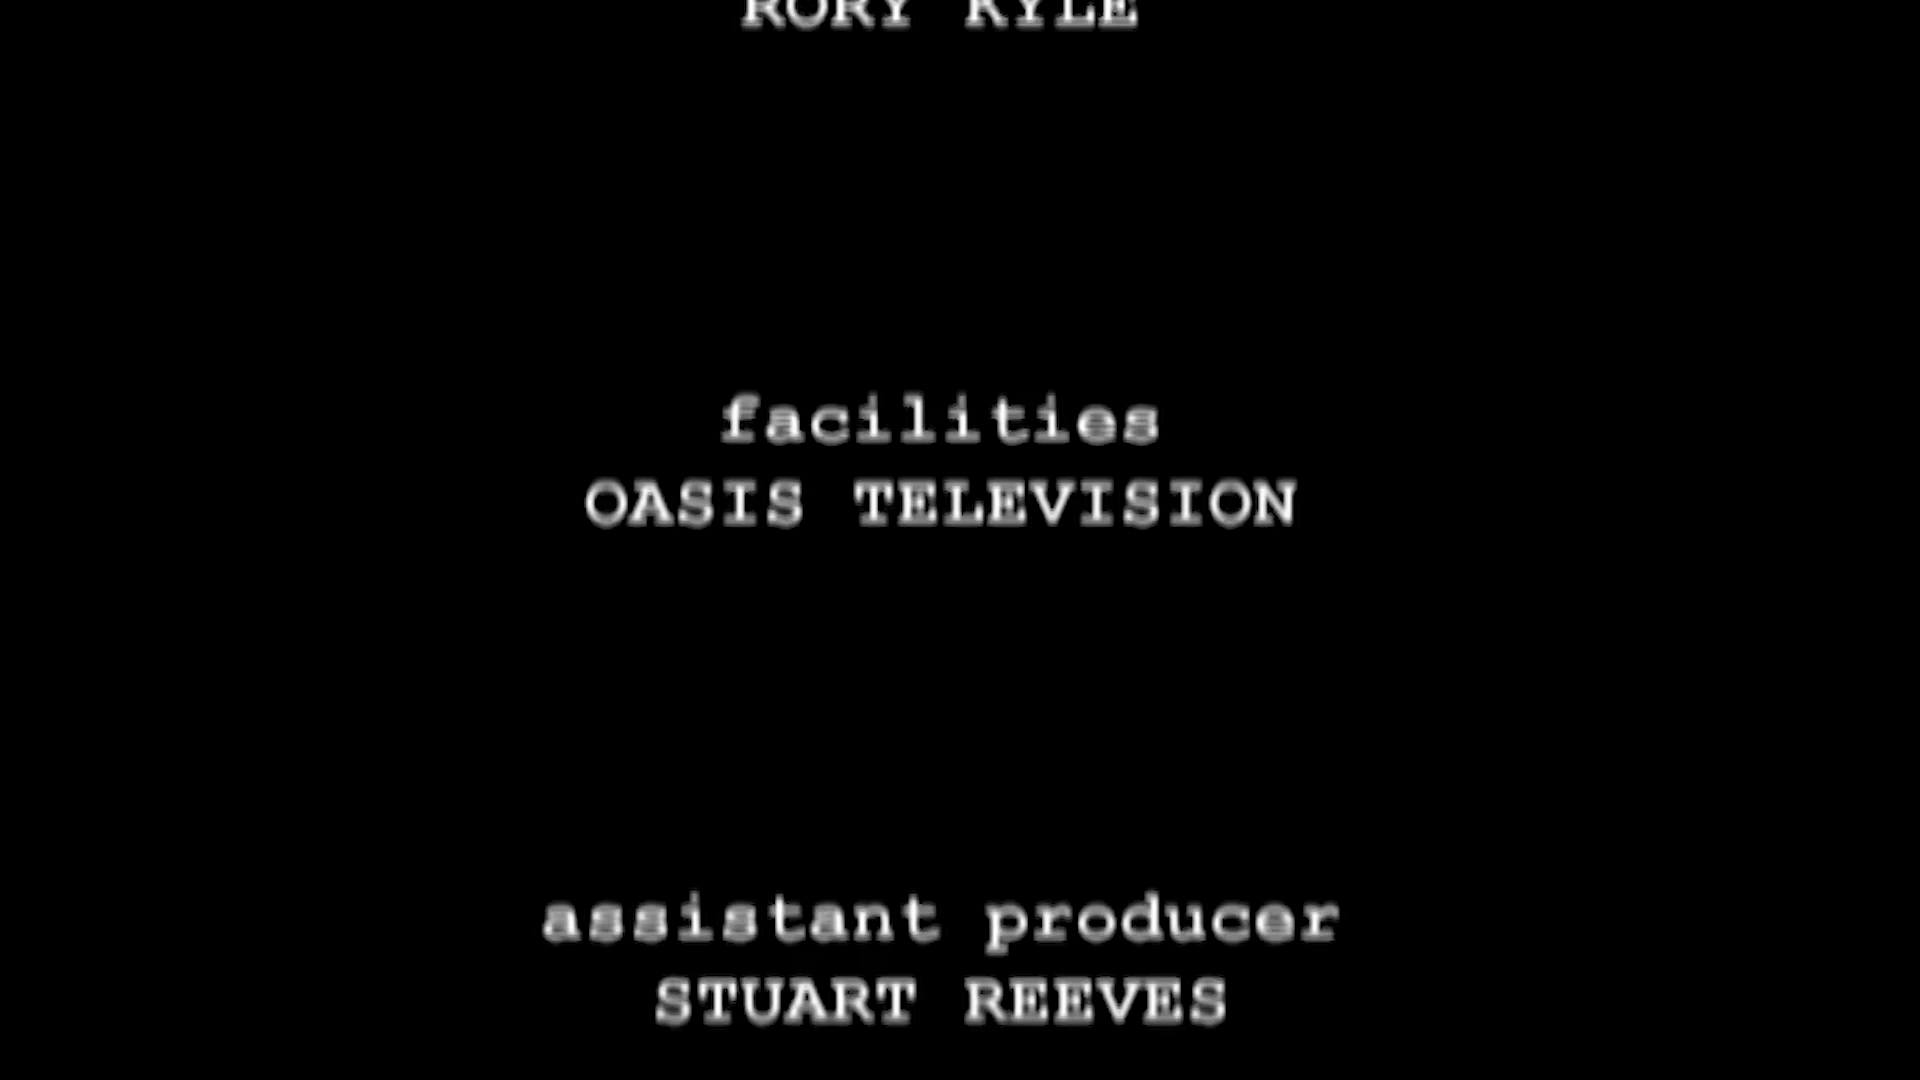 RORY KYLE
facilities
OASIS TELEVISION
assistant producer
STUART REEVES